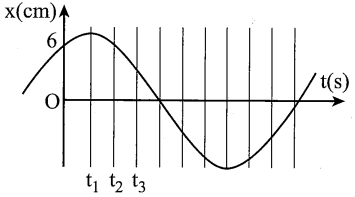 x(cm)
6
t(s)
O
t₁ t₂ t₃